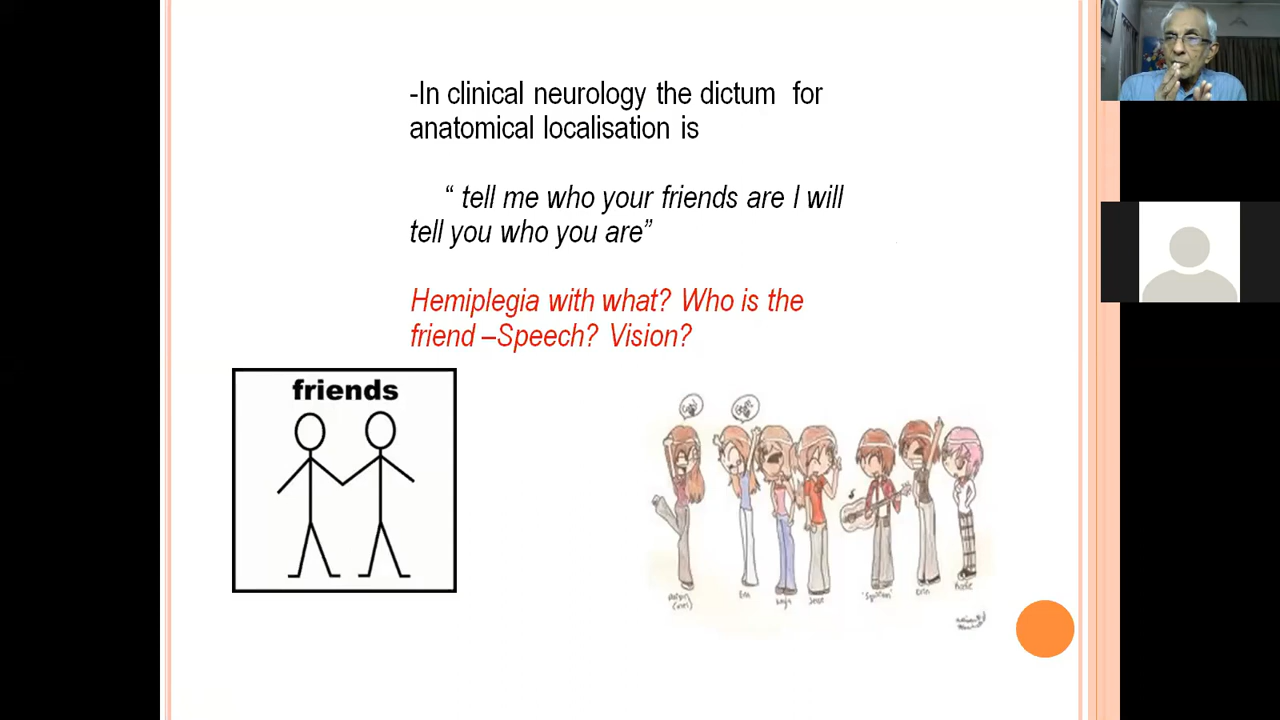 -In clinical neurology the dictum for
anatomical localisation is
“ tell me who your friends are I will
tell you who you are”
Hemiplegia with what? Who is the
friend –Speech? Vision?
friends